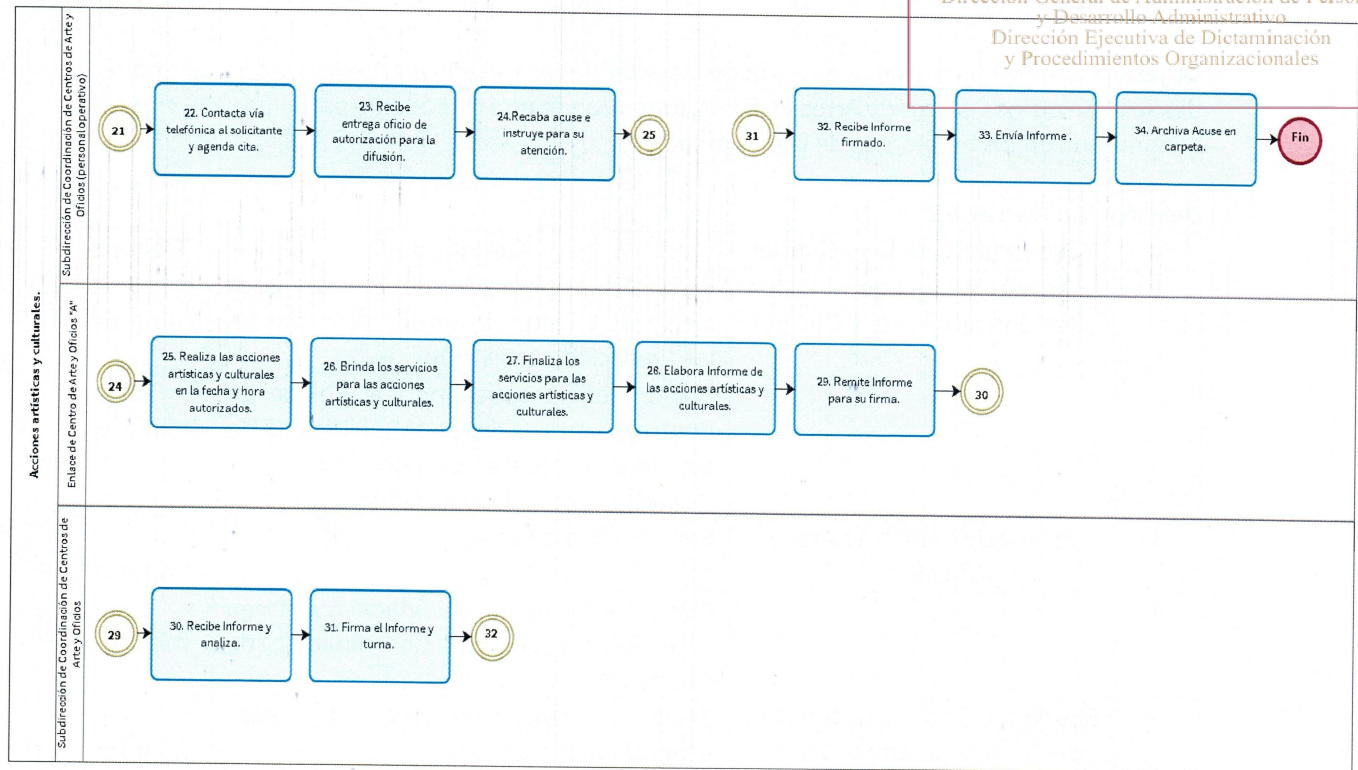 Dirección General de Administración de Person
y Desarrollo Administrativo
Dirección Ejecutiva de Dictaminación
y Procedimientos Organizacionales
Acciones artísticas y culturales.
Subdirección de Coordinación de Centros de Arte y
Oficios (personal operativo)
21
22. Contacta vía
telefónica al solicitante
y agenda cita.
23. Recibe
entrega oficio de
autorización para la
difusión.
24.Recaba acuse e
instruye para su
atención.
25
31
32. Recibe Informe
firmado.
33. Envía Informe .
34. Archiva Acuse en
carpeta.
Fin
Enlace de Centro de Arte y Oficios "A"
24
25. Realiza las acciones
artísticas y culturales
en la fecha y hora
autorizados.
26. Brinda los servicios
para las acciones
artísticas y culturales.
27. Finaliza los
servicios para las
acciones artísticas y
culturales.
28. Elabora Informe de
las acciones artísticas y
culturales.
29. Remite Informe
para su firma.
30
Subdirección de Coordinación de Centros de
Arte y Oficios
29
30. Recibe Informe y
analiza.
31. Firma el Informe y
turna.
32